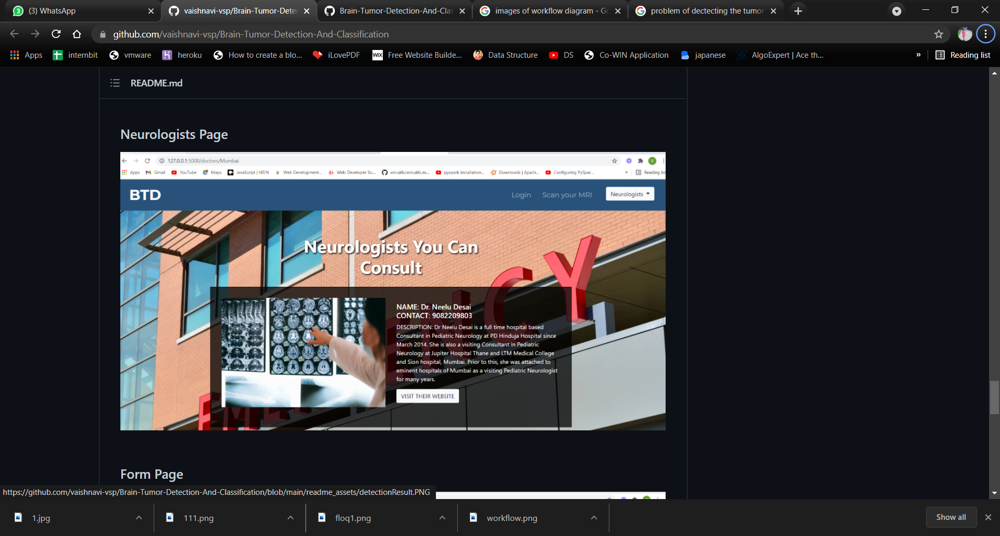 (3) WhatsApp
vaishnavi-vsp/Brain-Tumor-Detec
Brain-Tumor-Detection-And-Clas
images of workflow diagram - Go
problem of dectecting the tumor
github.com/vaishnavi-vsp/Brain-Tumor-Detection-And-Classification
Apps
internbit
vmware
heroku
How to create a blo...
iLovePDF
WIX
Free Website Builde...
Data Structure
DS
Co-WIN Application
japanese
AlgoExpert | Ace th...
»
Reading list
README.md
Neurologists Page
127.0.0.1:5000/doctors/Mumbai
V
Apps
Gmail
YouTube
Maps
JavaScript | MDN
Web Development...
Web Developer Bo...
winutils/winutils.ex...
pyspark installation...
Downloads | Apach...
Configuring PySpar...
»
Reading list
BTD
Login
Scan your MRI
Neurologists
Neurologists You Can
Consult
NAME: Dr. Neelu Desai
CONTACT: 9082209803
DESCRIPTION: Dr Neelu Desai is a full time hospital based
Consultant in Pediatric Neurology at PD Hinduja Hospital since
March 2014. She is also a visiting Consultant in Pediatric
Neurology at Jupiter Hospital Thane and LTM Medical College
and Sion hospital, Mumbai. Prior to this, she was attached to
eminent hospitals of Mumbai as a visiting Pediatric Neurologist
for many years.
VISIT THEIR WEBSITE
EMERGENCY
Form Page
https://github.com/vaishnavi-vsp/Brain-Tumor-Detection-And-Classification/blob/main/readme_assets/detectionResult.PNG
1.jpg
111.png
floq1.png
workflow.png
Show all